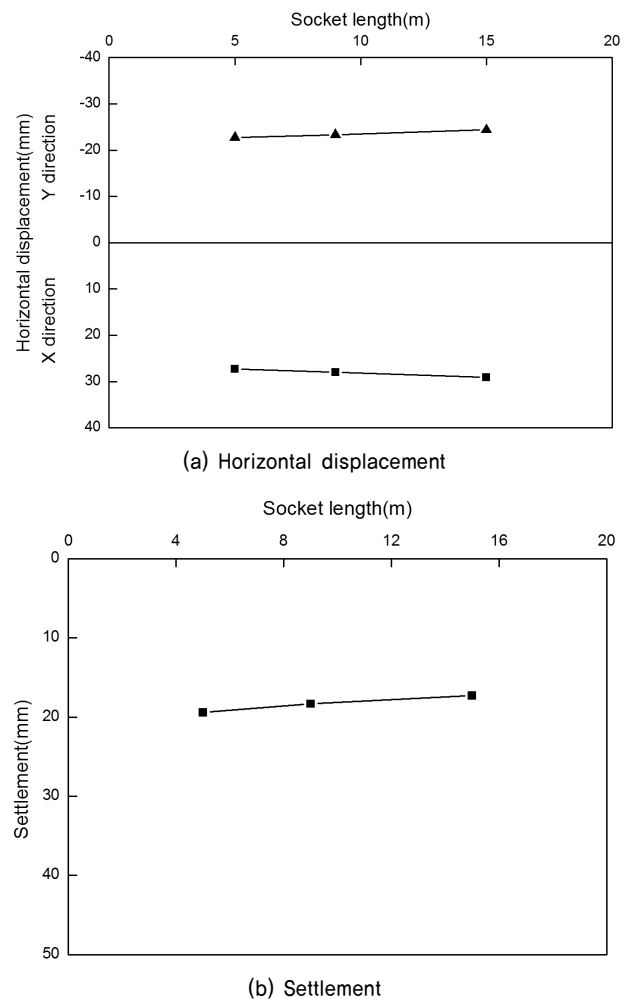 Socket length(m)
0 5 10 15 20
-40
-30
-20
-10
0
10
20
30
40
Horizontal displacement(mm)
Y direction
X direction
(a) Horizontal displacement
Socket length(m)
0 4 8 12 16 20
0
10
20
30
40
50
Settlement(mm)
(b) Settlement